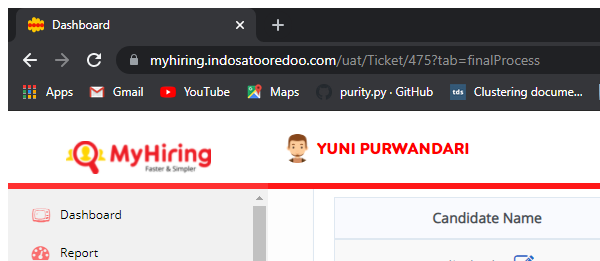 Dashboard
myhiring.indosatooredoo.com/uat/Ticket/475?tab=finalProcess
Apps Gmail YouTube Maps purity.py · GitHub tds Clustering docume...
MyHiring
Faster & Simpler
YUNI PURWANDARI
Dashboard
Candidate Name
Report